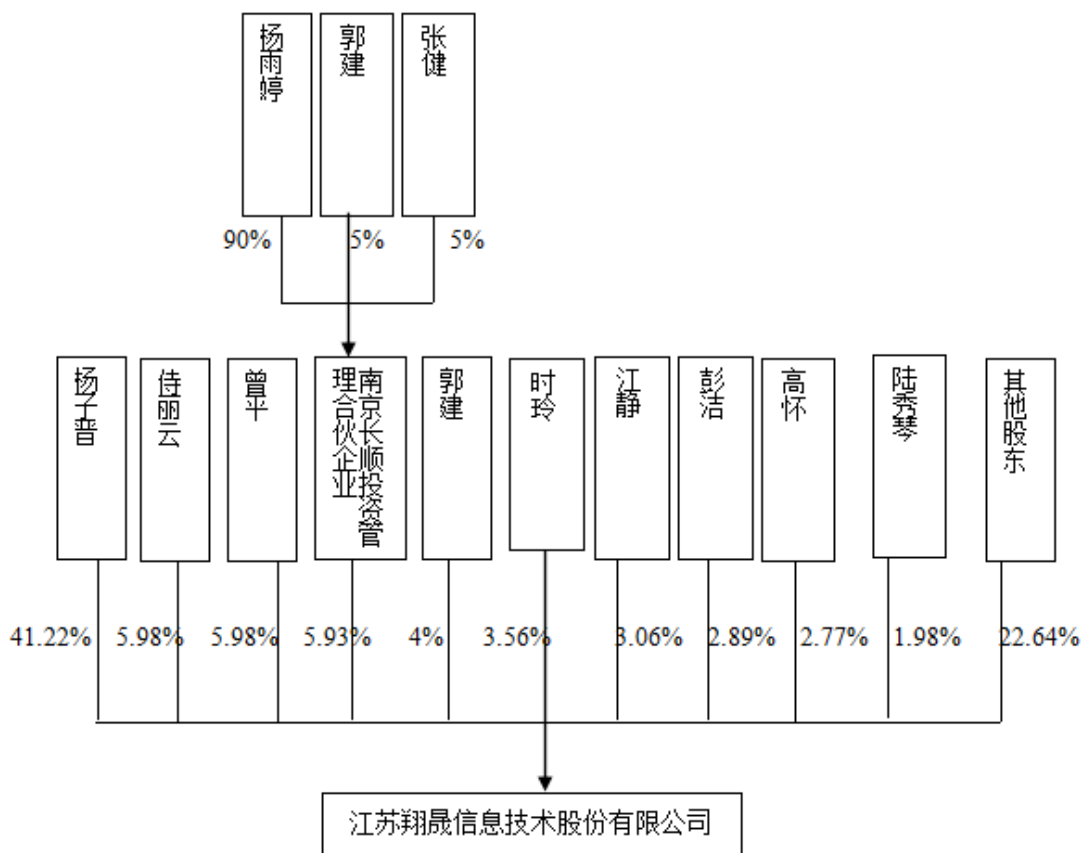 杨雨婷
郭建
张健
90%
5%
5%
杨子晋
侍丽云
曾平
南京长顺投资管
理合伙企业
郭建
时玲
江静
彭洁
高怀
陆秀琴
其他股东
41.22%
5.98%
5.98%
5.93%
4%
3.56%
3.06%
2.89%
2.77%
1.98%
22.64%
江苏翔晟信息技术股份有限公司